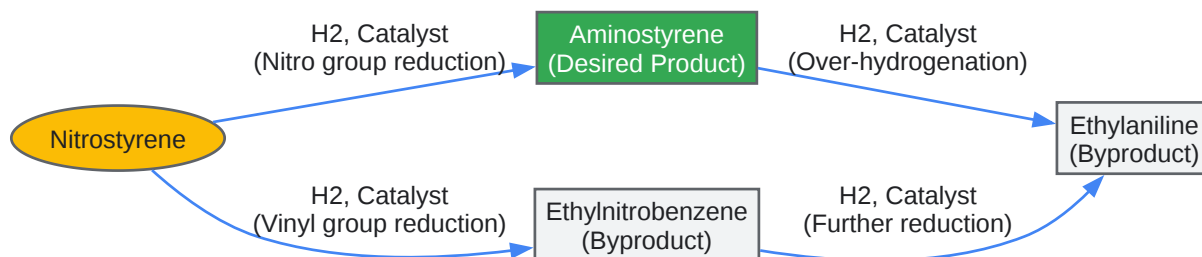 H2, Catalyst
(Nitro group reduction)
Aminostyrene
(Desired Product)
H2, Catalyst
(Over-hydrogenation)
Nitrostyrene
Ethylaniline
(Byproduct)
H2, Catalyst
(Vinyl group reduction)
Ethylnitrobenzene
(Byproduct)
H2, Catalyst
(Further reduction)